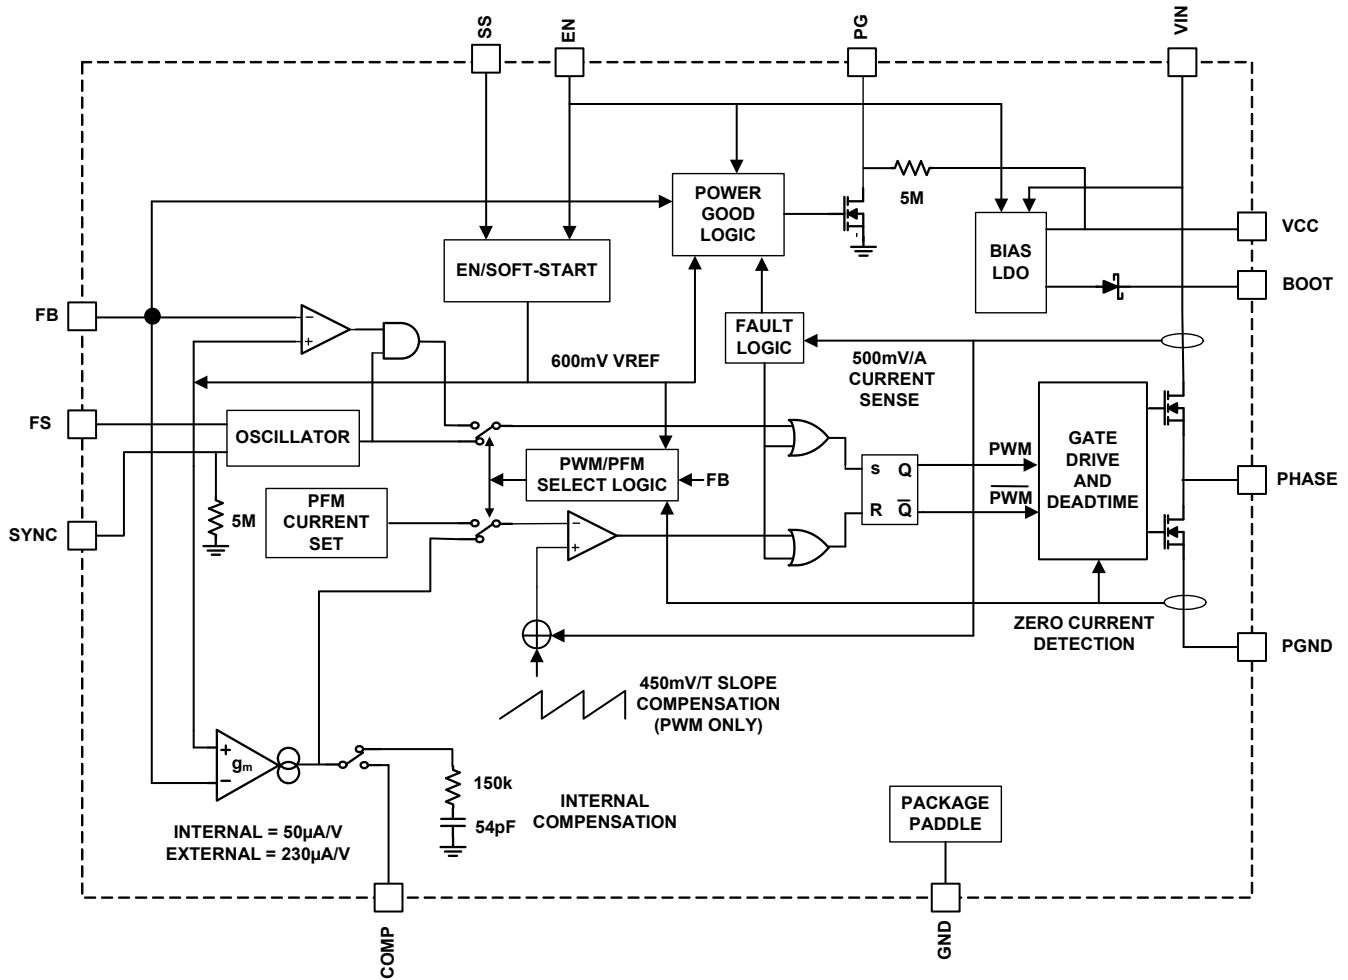 SS
EN
PG
VIN
5M
POWER
GOOD
LOGIC
BIAS
LDO
VCC
EN/SOFT-START
BOOT
FB
−
+
FAULT
LOGIC
600mV VREF
500mV/A
CURRENT
SENSE
FS
OSCILLATOR
PWM/PFM
SELECT LOGIC
FB
S Q
R Q̅
PWM
P̅W̅M̅
GATE
DRIVE
AND
DEADTIME
PHASE
5M
SYNC
PFM
CURRENT
SET
−
+
ZERO CURRENT
DETECTION
PGND
450mV/T SLOPE
COMPENSATION
(PWM ONLY)
+
gm
−
150k
54pF
INTERNAL
COMPENSATION
INTERNAL = 50µA/V
EXTERNAL = 230µA/V
PACKAGE
PADDLE
COMP
GND